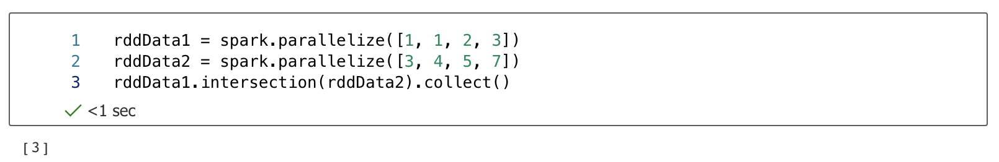 1 rddData1 = spark.parallelize([1, 1, 2, 3])
2 rddData2 = spark.parallelize([3, 4, 5, 7])
3 rddData1.intersection(rddData2).collect()
<1 sec
[3]